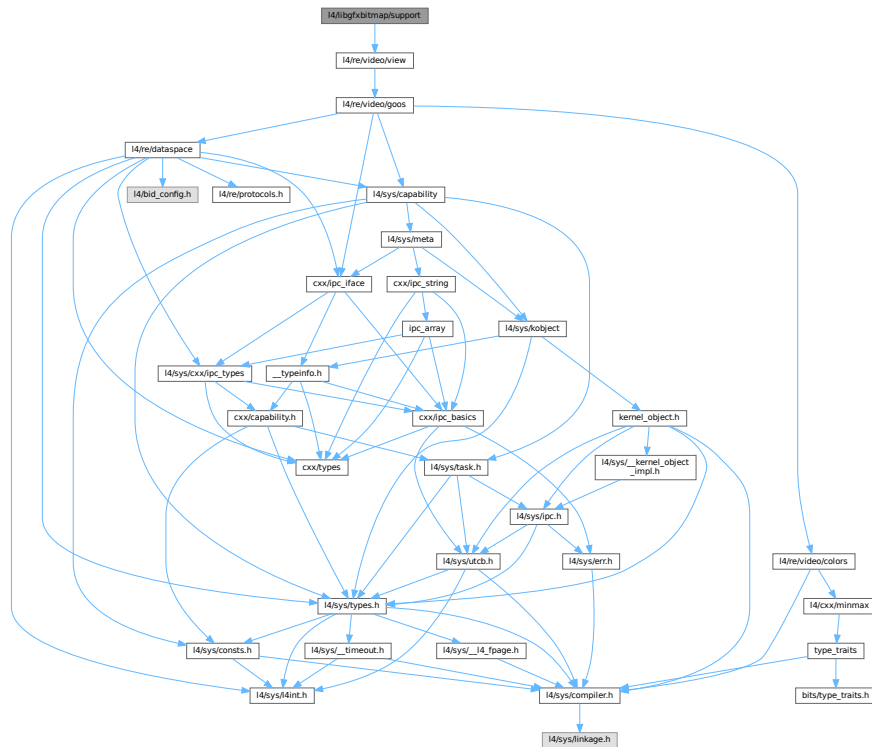 l4/libgfxbitmap/support
l4/re/video/view
l4/re/video/goos
l4/re/dataspace
l4/bid_config.h
l4/re/protocols.h
l4/sys/capability
l4/sys/meta
cxx/ipc_iface
cxx/ipc_string
ipc_array
l4/sys/kobject
l4/sys/cxx/ipc_types
__typeinfo.h
cxx/capability.h
cxx/ipc_basics
kernel_object.h
cxx/types
l4/sys/task.h
l4/sys/__kernel_object
_impl.h
l4/sys/ipc.h
l4/sys/utcb.h
l4/sys/err.h
l4/re/video/colors
l4/sys/types.h
l4/cxx/minmax
l4/sys/consts.h
l4/sys/__timeout.h
l4/sys/__l4_fpage.h
type_traits
l4/sys/l4int.h
l4/sys/compiler.h
bits/type_traits.h
l4/sys/linkage.h